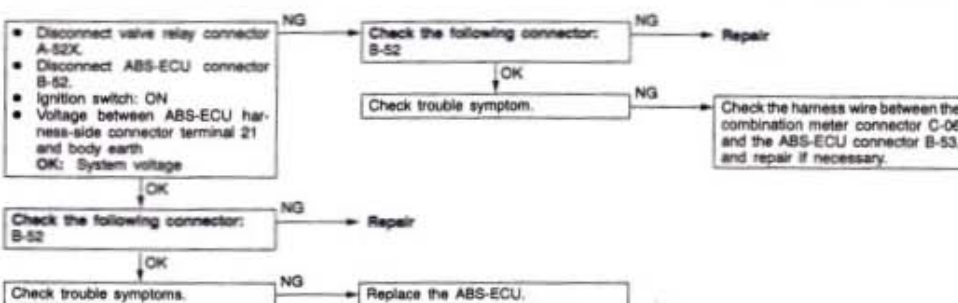 • Disconnect valve relay connector
A-52X.
• Disconnect ABS-ECU connector
B-52.
• Ignition switch: ON
• Voltage between ABS-ECU har-
ness-side connector terminal 21
and body earth
OK: System voltage
NG
Check the following connector:
B-52
NG
Repair
OK
Check trouble symptom.
NG
Check the harness wire between the
combination meter connector C-06
and the ABS-ECU connector B-53,
and repair if necessary.
OK
Check the following connector:
B-52
NG
Repair
OK
Check trouble symptoms.
NG
Replace the ABS-ECU.